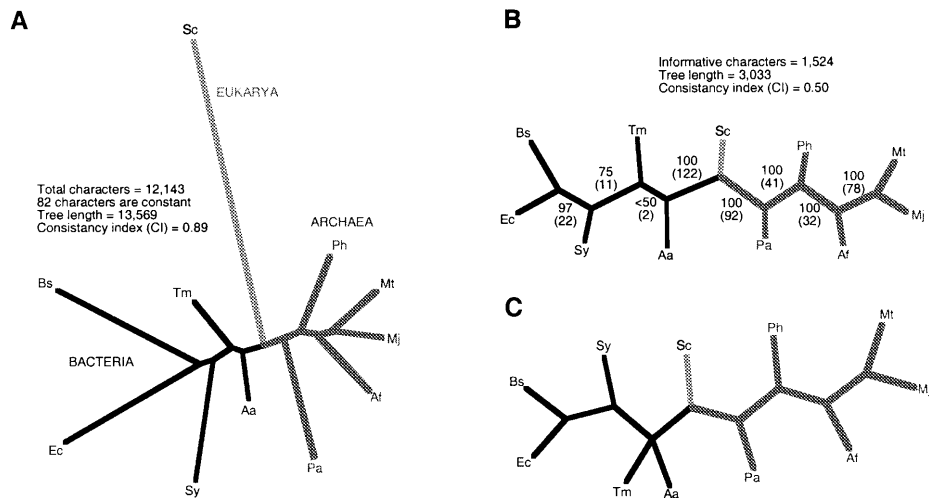 A
Sc
EUKARYA
Total characters = 12,143
82 characters are constant
Tree length = 13,569
Consistancy index (CI) = 0.89
ARCHAEA
Ph
Bs
Tm
Mt
Mj
BACTERIA
Af
Aa
Ec
Pa
Sy
B
Informative characters = 1,524
Tree length = 3,033
Consistancy index (CI) = 0.50
Bs
Tm
Sc
Ph
Mt
75
(11)
100
(122)
100
(41)
100
(78)
97
(22)
<50
(2)
100
(92)
100
(32)
Ec
Sy
Aa
Pa
Af
Mj
C
Bs
Sy
Sc
Ph
Mt
Mj
Ec
Tm
Aa
Pa
Af